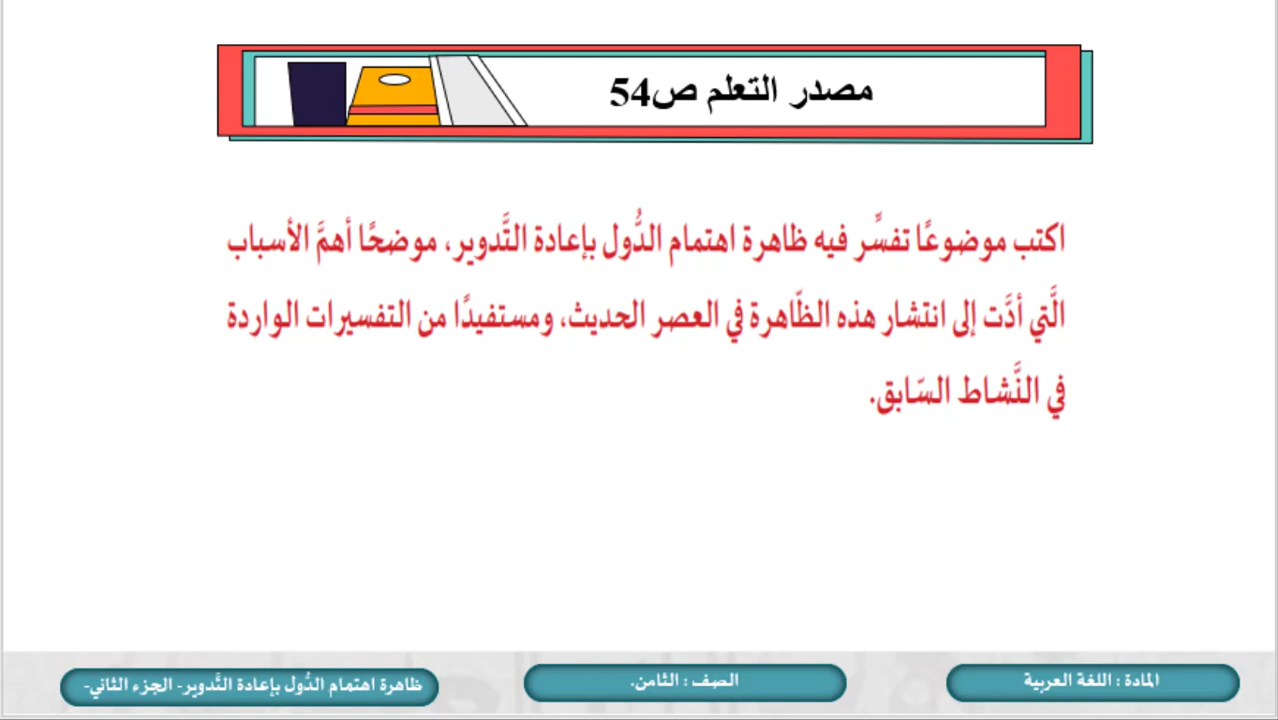 مصدر التعلم ص54
اكتب موضوعًا تفسِّر فيه ظاهرة اهتمام الدُّول بإعادة التَّدوير، موضحًا أهمَّ الأسباب
الَّتي أدَّت إلى انتشار هذه الظّاهرة في العصر الحديث، ومستفيدًا من التفسيرات الواردة
في النَّشاط السّابق.
المادة : اللغة العربية
الصف : الثامن.
ظاهرة اهتمام الدُّول بإعادة التَّدوير- الجزء الثاني-